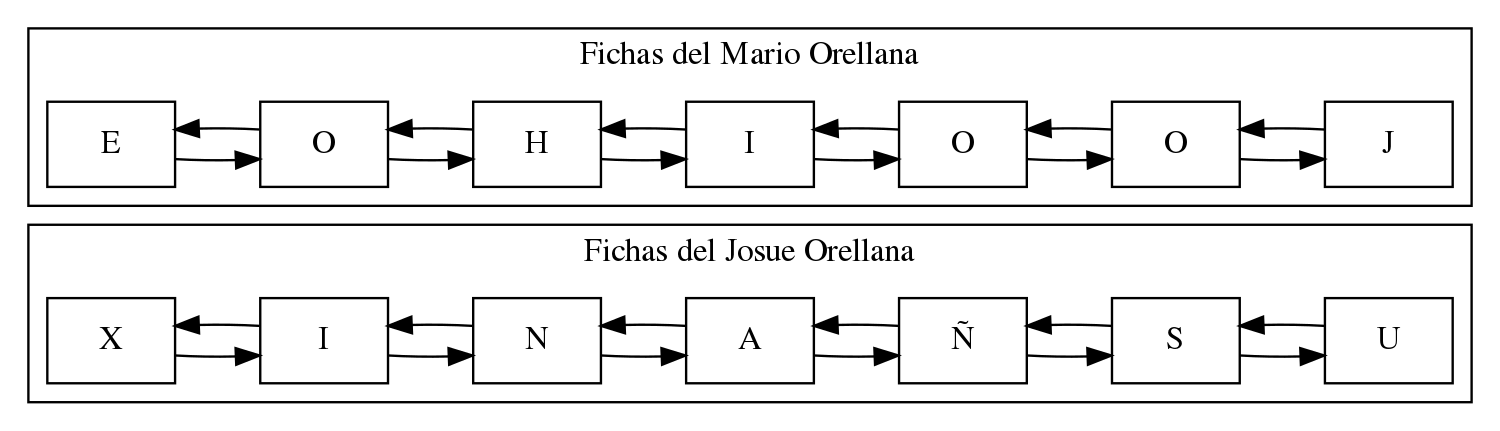 Fichas del Mario Orellana
E O H I O O J
Fichas del Josue Orellana
X I N A Ñ S U